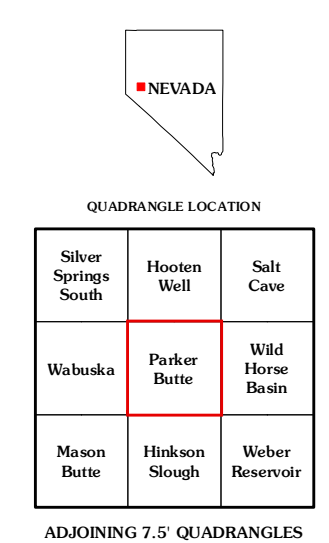 NEVADA
QUADRANGLE LOCATION
Silver
Springs
South
Hooten
Well
Salt
Cave
Wabuska
Parker
Butte
Wild
Horse
Basin
Mason
Butte
Hinkson
Slough
Weber
Reservoir
ADJOINING 7.5' QUADRANGLES